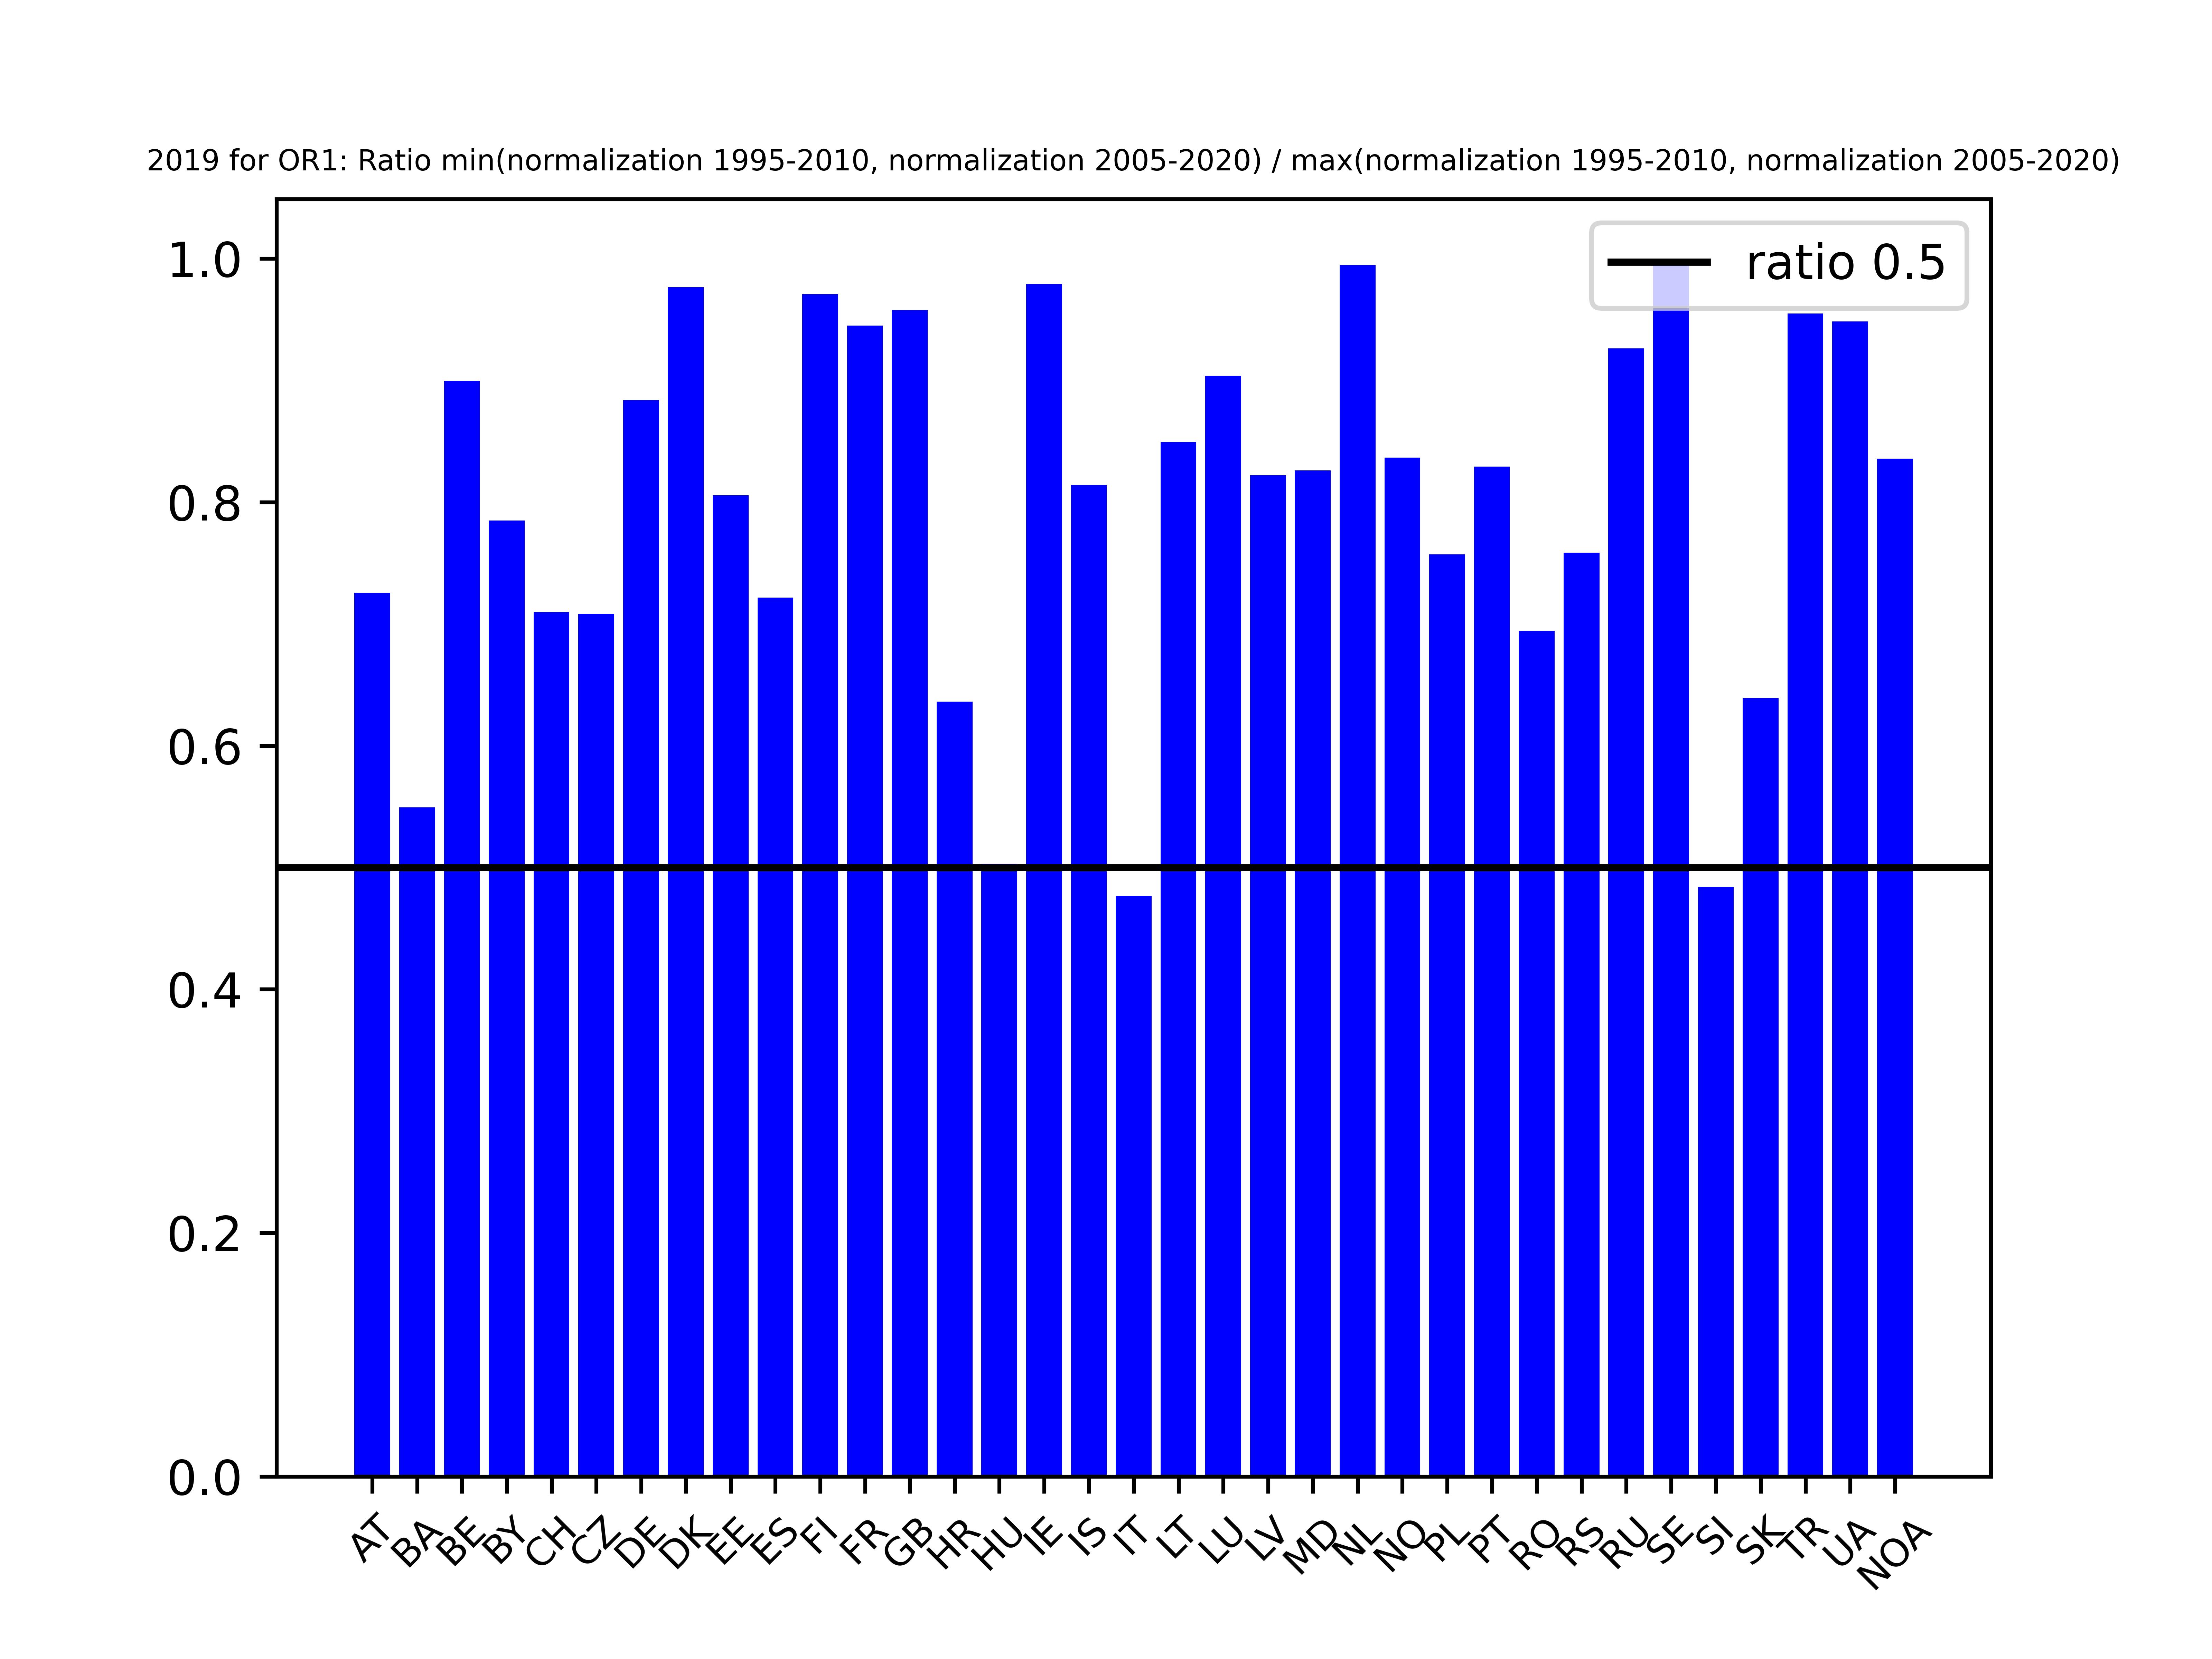 2019 for OR1: Ratio min(normalization 1995-2010, normalization 2005-2020) / max(normalization 1995-2010, normalization 2005-2020)
ratio 0.5
1.0
0.8
0.6
0.4
0.2
0.0
AT BA BE BY CH CZ DE DK EE ES FI FR GB HR HU IE IS IT LT LU LV MD NL NO PL PT RO RS RU SE SI SK TR UA NOA